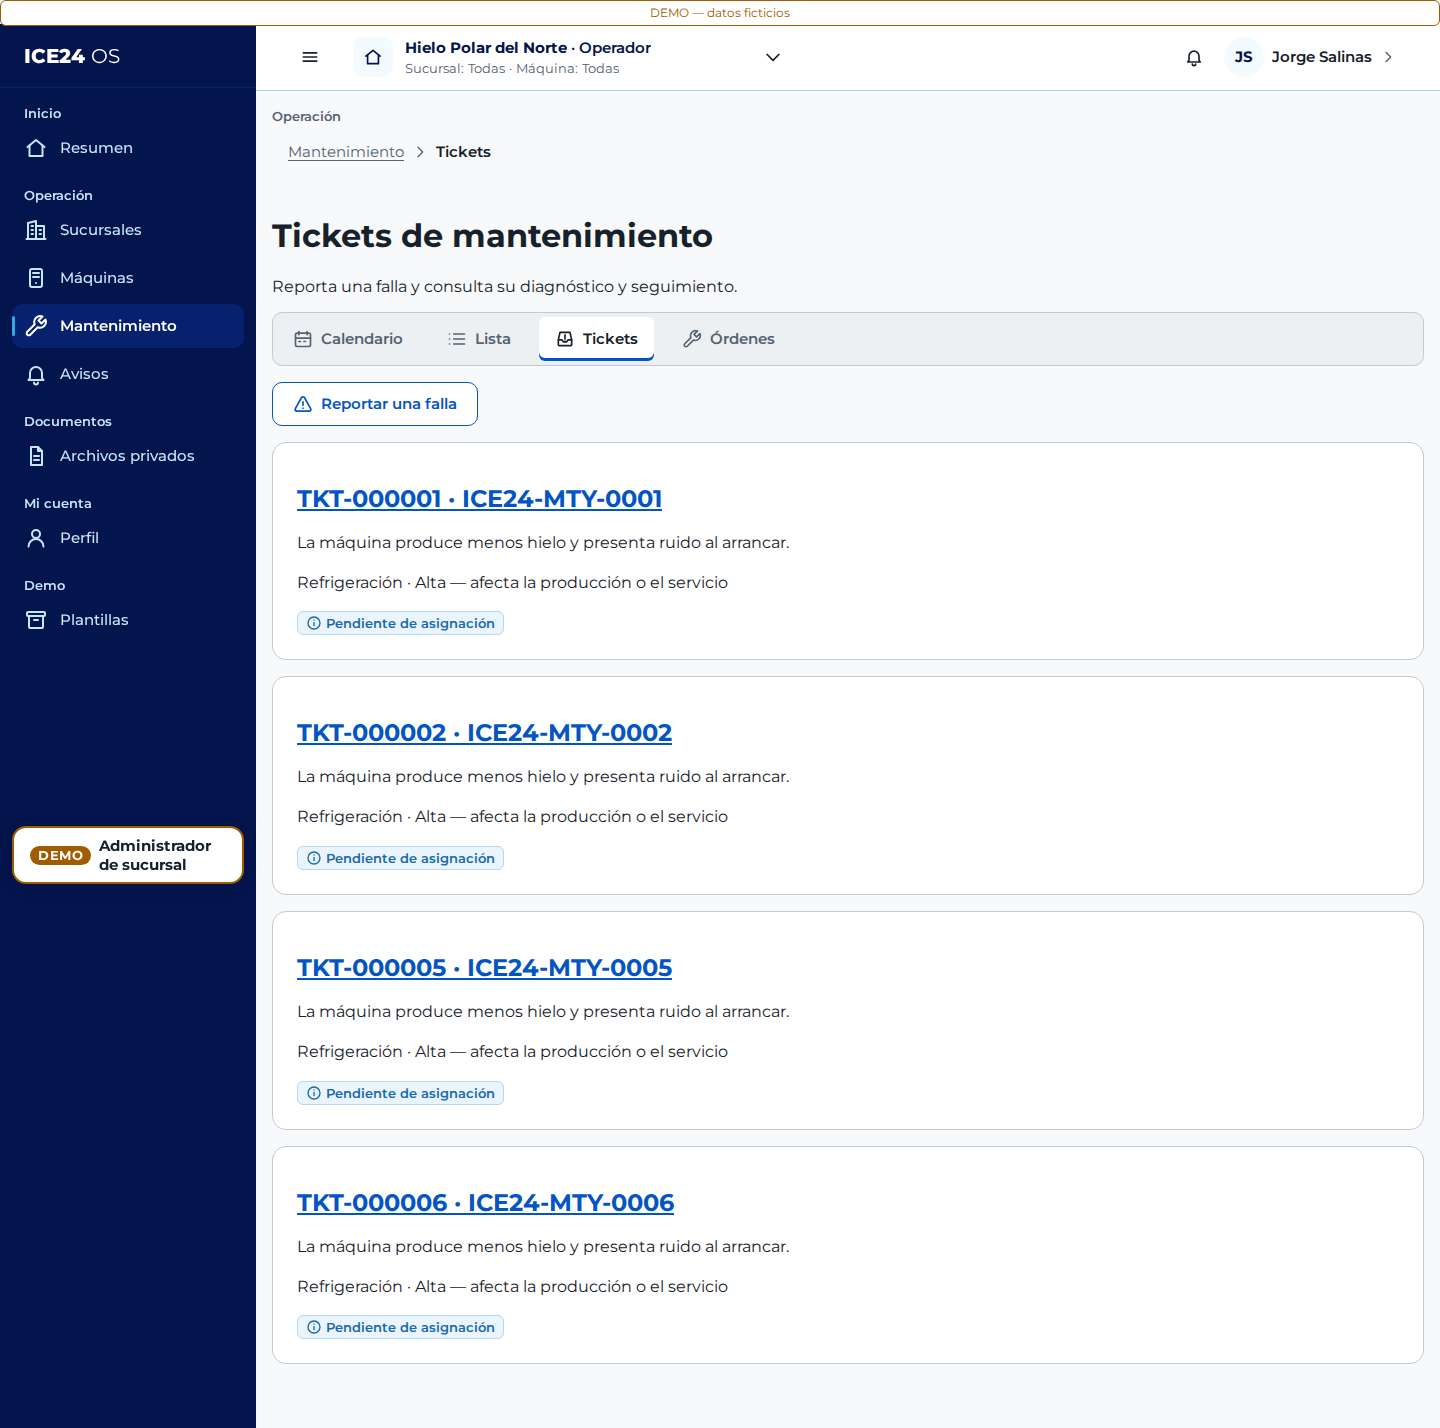 DEMO — datos ficticios
ICE24 OS
Inicio
Resumen
Operación
Sucursales
Máquinas
Mantenimiento
Avisos
Documentos
Archivos privados
Mi cuenta
Perfil
Demo
Plantillas
DEMO
Administrador
de sucursal
Hielo Polar del Norte · Operador
Sucursal: Todas · Máquina: Todas
JS
Jorge Salinas
Operación
Mantenimiento
Tickets
Tickets de mantenimiento
Reporta una falla y consulta su diagnóstico y seguimiento.
Calendario
Lista
Tickets
Órdenes
Reportar una falla
TKT-000001 · ICE24-MTY-0001
La máquina produce menos hielo y presenta ruido al arrancar.
Refrigeración · Alta — afecta la producción o el servicio
Pendiente de asignación
TKT-000002 · ICE24-MTY-0002
La máquina produce menos hielo y presenta ruido al arrancar.
Refrigeración · Alta — afecta la producción o el servicio
Pendiente de asignación
TKT-000005 · ICE24-MTY-0005
La máquina produce menos hielo y presenta ruido al arrancar.
Refrigeración · Alta — afecta la producción o el servicio
Pendiente de asignación
TKT-000006 · ICE24-MTY-0006
La máquina produce menos hielo y presenta ruido al arrancar.
Refrigeración · Alta — afecta la producción o el servicio
Pendiente de asignación